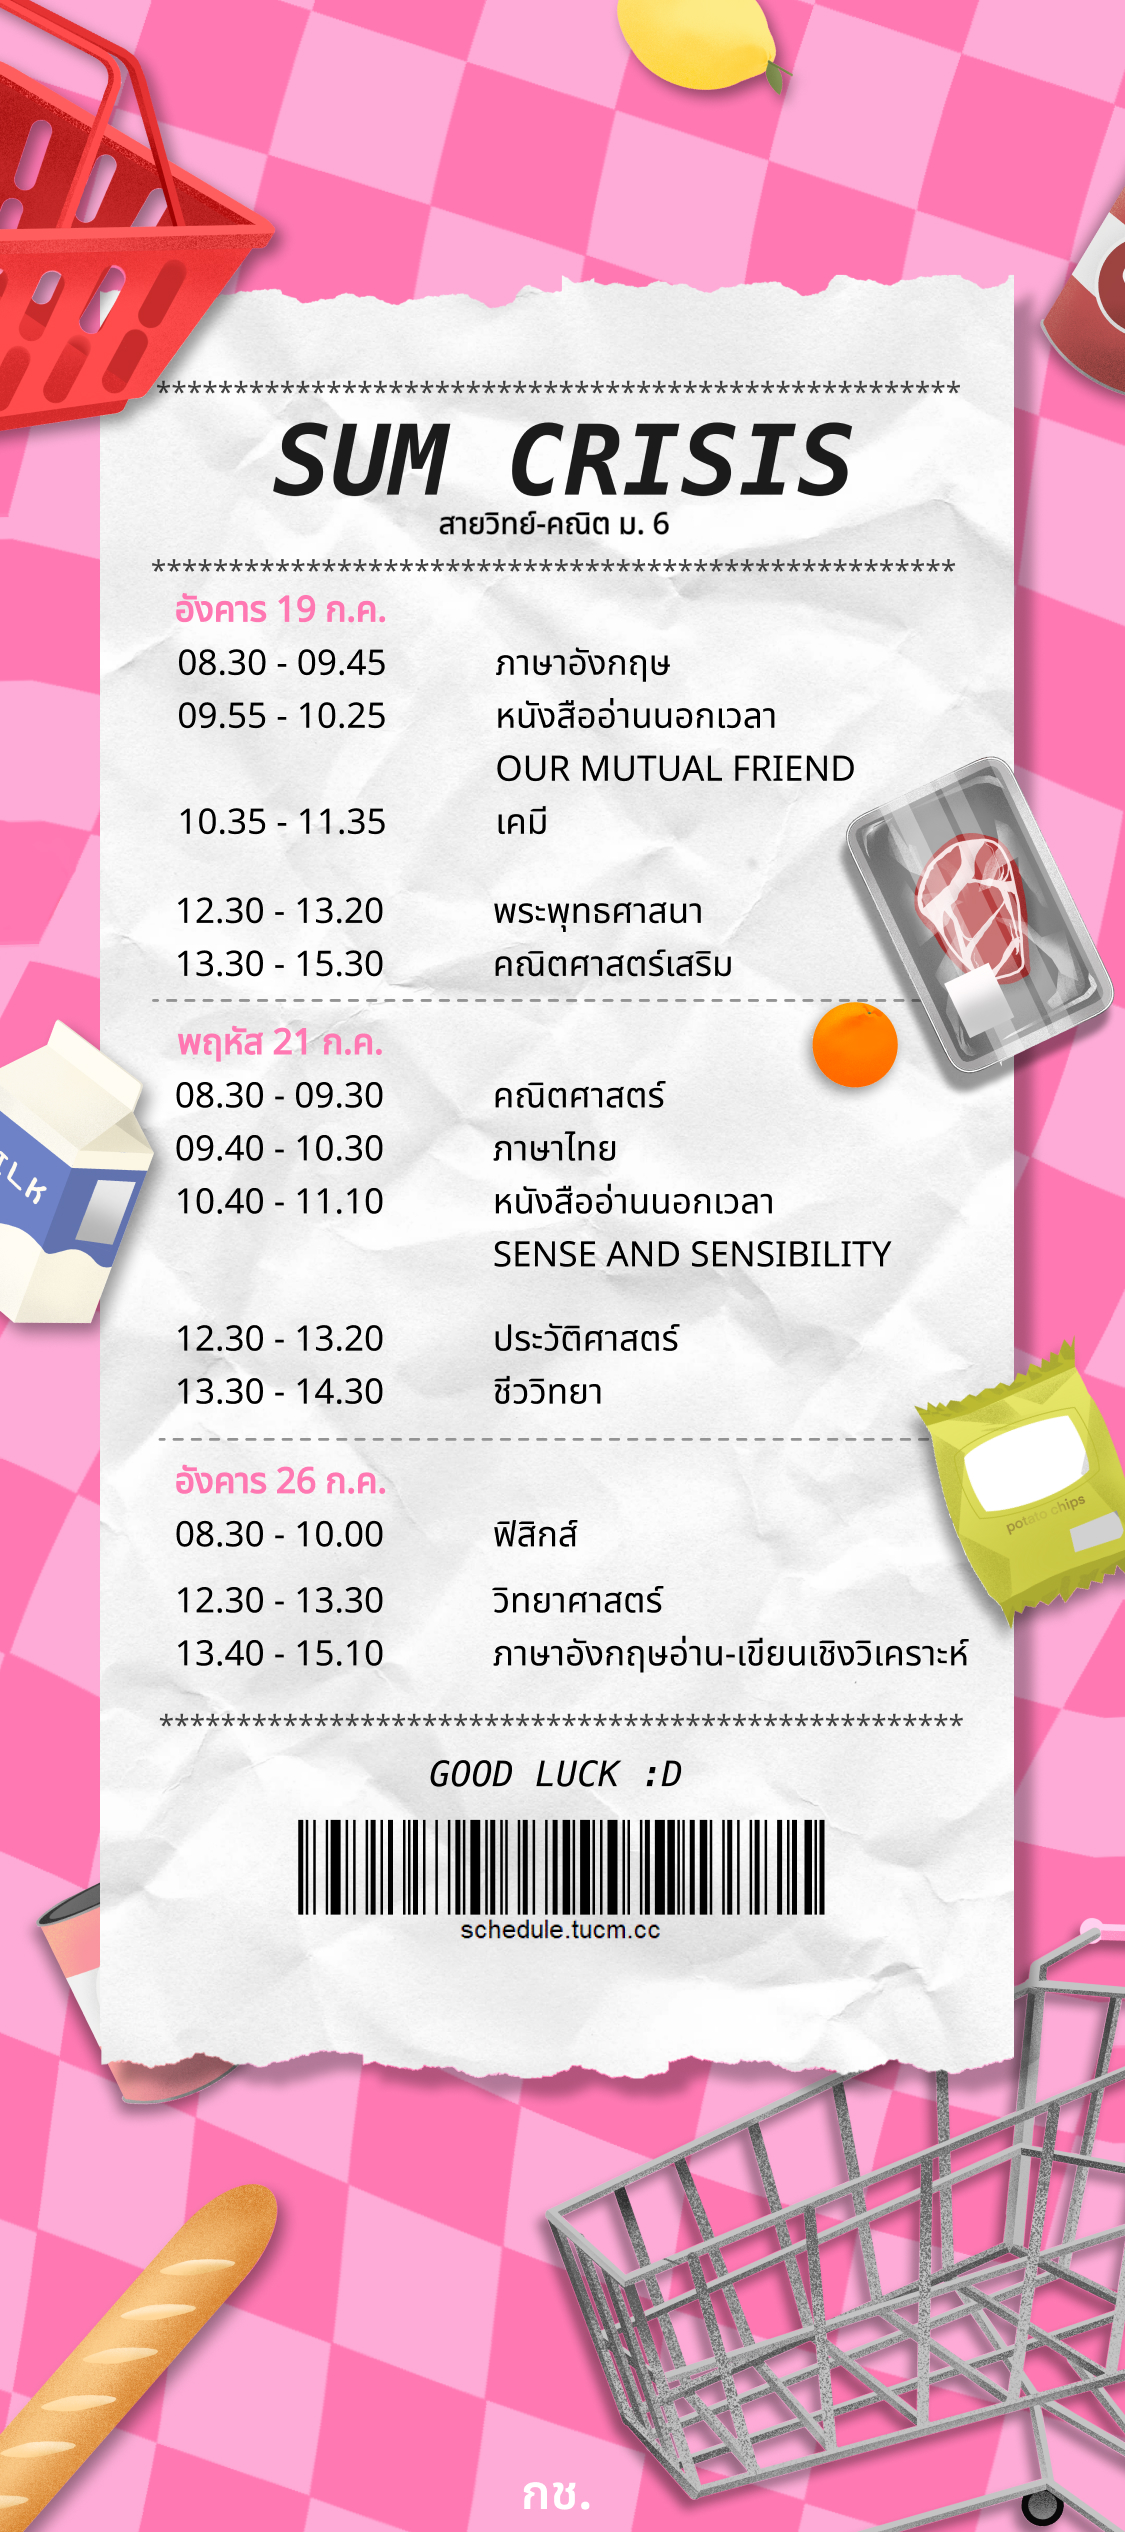 ****************************************************
SUM CRISIS
สายวิทย์-คณิต ม. 6
****************************************************
อังคาร 19 ก.ค.
08.30 - 09.45 ภาษาอังกฤษ
09.55 - 10.25 หนังสืออ่านนอกเวลา
OUR MUTUAL FRIEND
10.35 - 11.35 เคมี
12.30 - 13.20 พระพุทธศาสนา
13.30 - 15.30 คณิตศาสตร์เสริม
พฤหัส 21 ก.ค.
08.30 - 09.30 คณิตศาสตร์
09.40 - 10.30 ภาษาไทย
10.40 - 11.10 หนังสืออ่านนอกเวลา
SENSE AND SENSIBILITY
12.30 - 13.20 ประวัติศาสตร์
13.30 - 14.30 ชีววิทยา
อังคาร 26 ก.ค.
08.30 - 10.00 ฟิสิกส์
potato chips
12.30 - 13.30 วิทยาศาสตร์
13.40 - 15.10 ภาษาอังกฤษอ่าน-เขียนเชิงวิเคราะห์
****************************************************
GOOD LUCK :D
schedule.tucm.cc
กช.